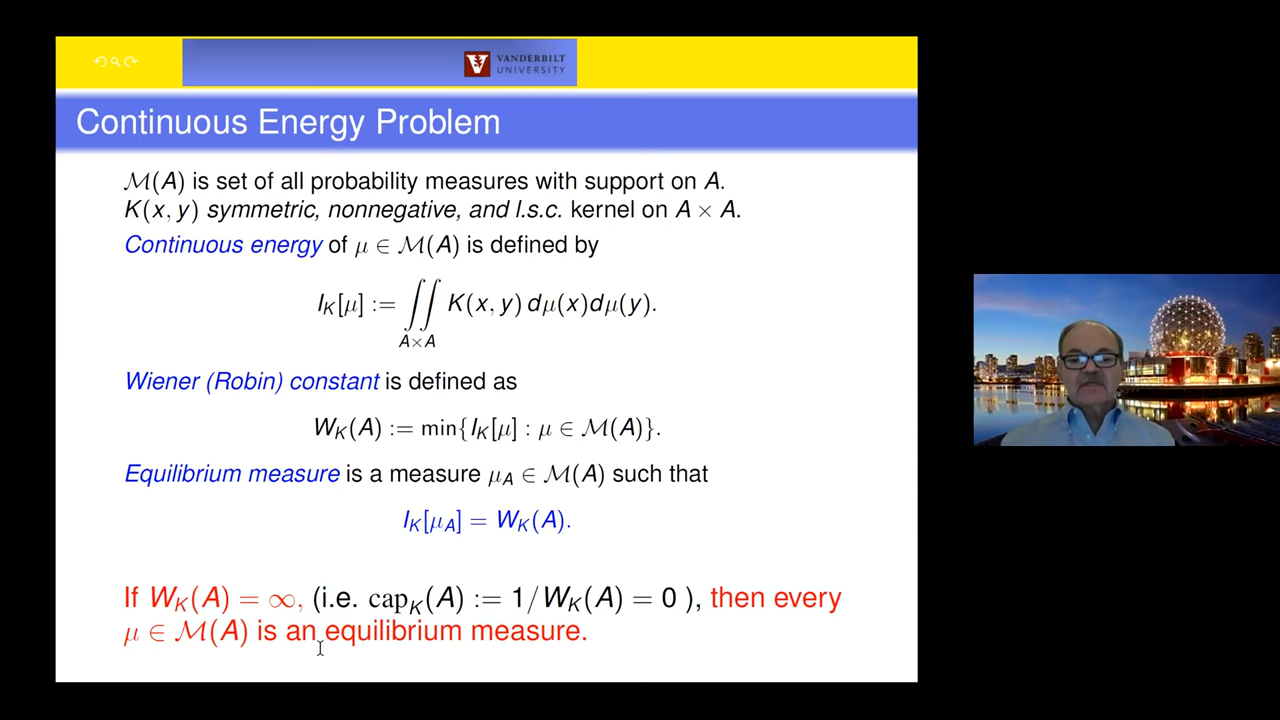 VANDERBILT
UNIVERSITY
Continuous Energy Problem
ℳ(A) is set of all probability measures with support on A.
K(x, y) symmetric, nonnegative, and l.s.c. kernel on A × A.
Continuous energy of μ ∈ ℳ(A) is defined by
I_K[μ] := ∬_{A×A} K(x, y) dμ(x)dμ(y).
Wiener (Robin) constant is defined as
W_K(A) := min{I_K[μ] : μ ∈ ℳ(A)}.
Equilibrium measure is a measure μ_A ∈ ℳ(A) such that
I_K[μ_A] = W_K(A).
If W_K(A) = ∞, (i.e. cap_K(A) := 1/W_K(A) = 0 ), then every
μ ∈ ℳ(A) is an equilibrium measure.